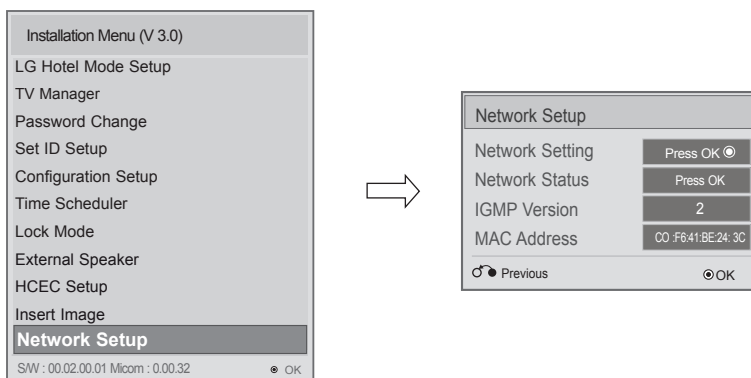 Installation Menu (V 3.0)
LG Hotel Mode Setup
TV Manager
Password Change
Set ID Setup
Configuration Setup
Time Scheduler
Lock Mode
External Speaker
HCEC Setup
Insert Image
Network Setup
S/W : 00.02.00.01 Micom : 0.00.32 ◉ OK
Network Setup
Network Setting Press OK ◉
Network Status Press OK
IGMP Version 2
MAC Address CO :F6:41:BE:24: 3C
Previous ◉ OK